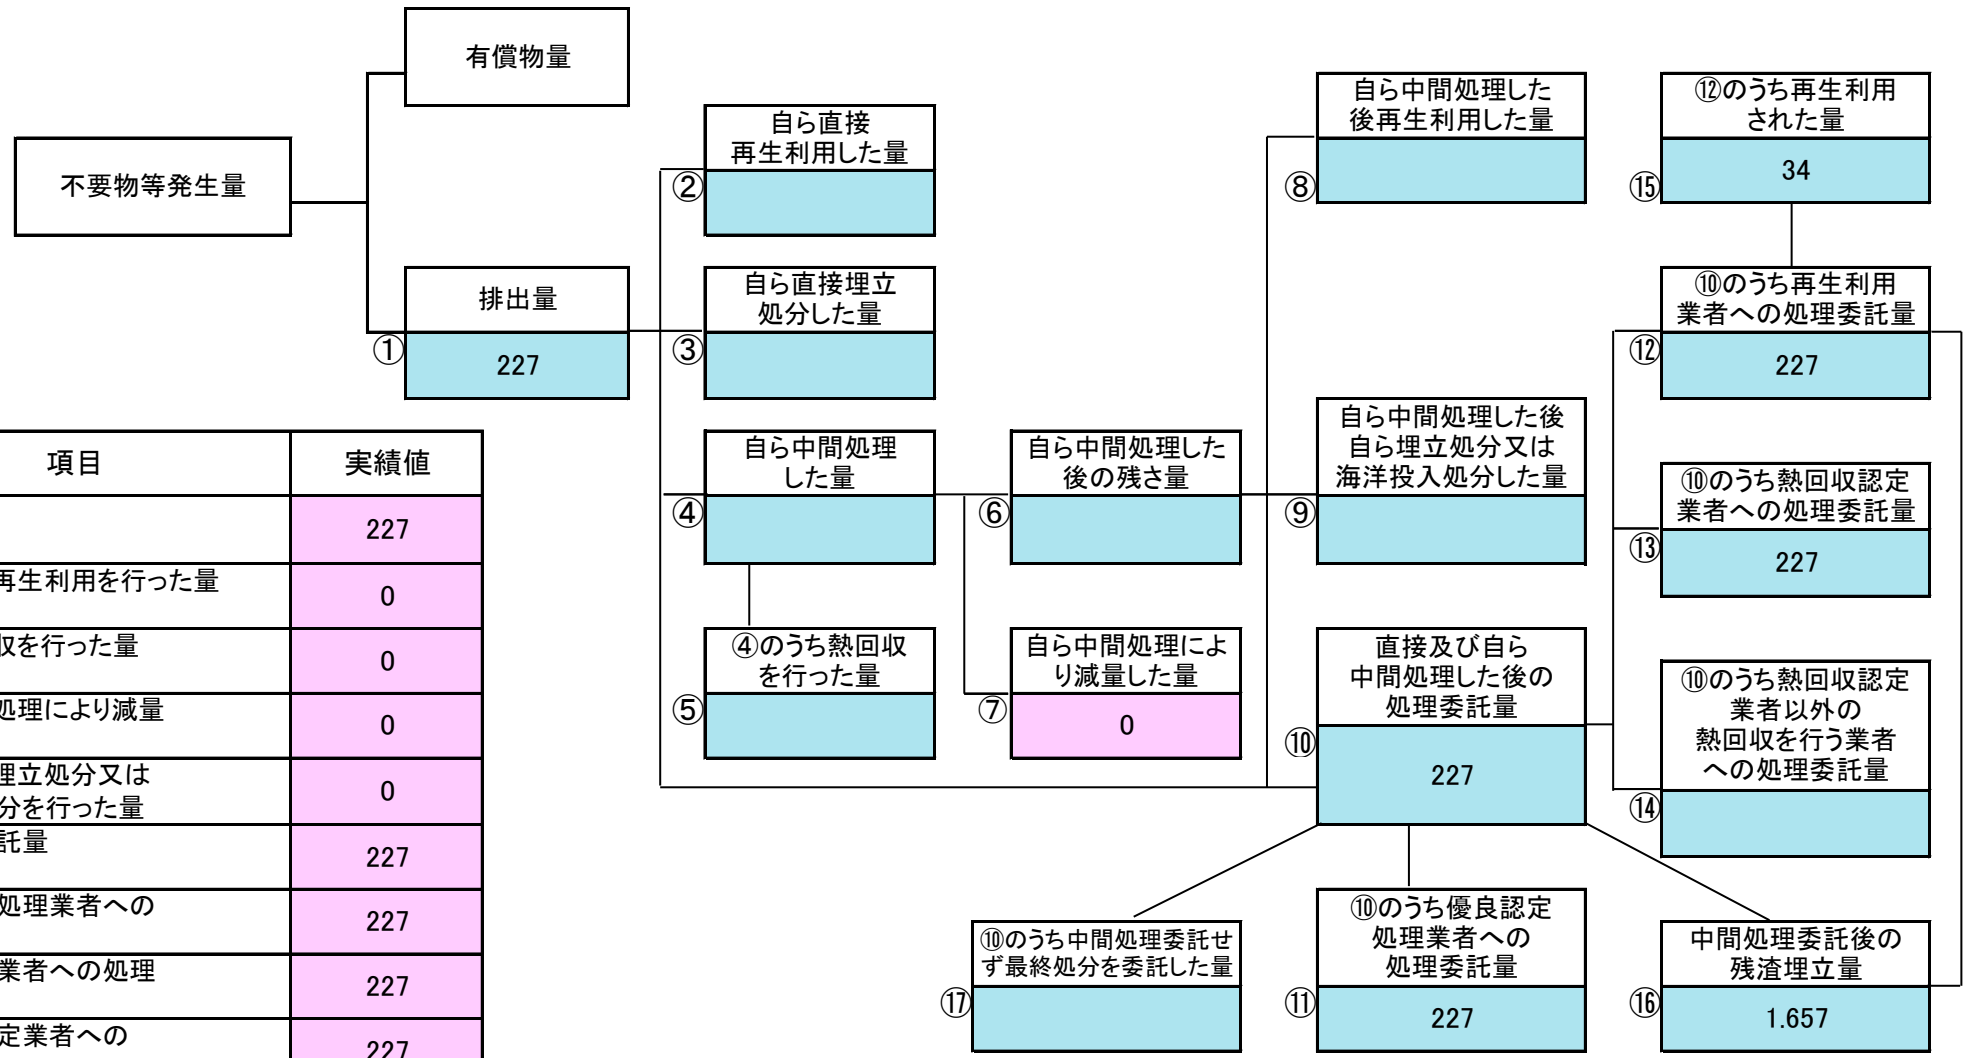 有償物量
不要物等発生量
排出量
①
227
自ら直接
再生利用した量
②
自ら直接埋立
処分した量
③
自ら中間処理
した量
④
④のうち熱回収
を行った量
⑤
自ら中間処理した
後の残さ量
⑥
自ら中間処理によ
り減量した量
⑦
0
自ら中間処理した
後再生利用した量
⑧
自ら中間処理した後
自ら埋立処分又は
海洋投入処分した量
⑨
直接及び自ら
中間処理した後の
処理委託量
⑩
227
⑩のうち優良認定
処理業者への
処理委託量
⑪
227
⑩のうち中間処理委託せ
ず最終処分を委託した量
⑰
⑫のうち再生利用
された量
⑮
34
⑩のうち再生利用
業者への処理委託量
⑫
227
⑩のうち熱回収認定
業者への処理委託量
⑬
227
⑩のうち熱回収認定
業者以外の
熱回収を行う業者
への処理委託量
⑭
中間処理委託後の
残渣埋立量
⑯
1.657
項目 実績値
227
再生利用を行った量 0
収を行った量 0
処理により減量 0
埋立処分又は
分を行った量 0
託量 227
処理業者への 227
業者への処理 227
定業者への 227